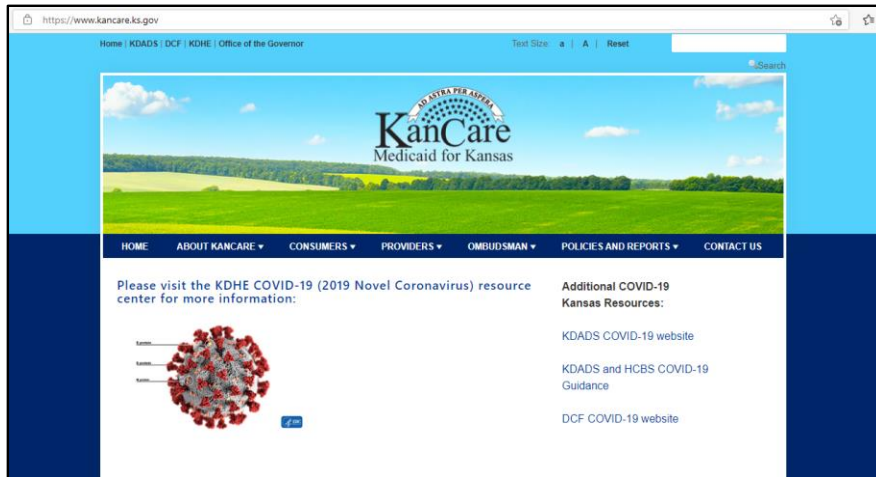 https://www.kancare.ks.gov
Home | KDADS | DCF | KDHE | Office of the Governor
Text Size: a | A | Reset
Search
AD ASTRA PER ASPERA
KanCare
Medicaid for Kansas
HOME ABOUT KANCARE ▾ CONSUMERS ▾ PROVIDERS ▾ OMBUDSMAN ▾ POLICIES AND REPORTS ▾ CONTACT US
Please visit the KDHE COVID-19 (2019 Novel Coronavirus) resource
center for more information:
Additional COVID-19
Kansas Resources:
KDADS COVID-19 website
KDADS and HCBS COVID-19
Guidance
DCF COVID-19 website